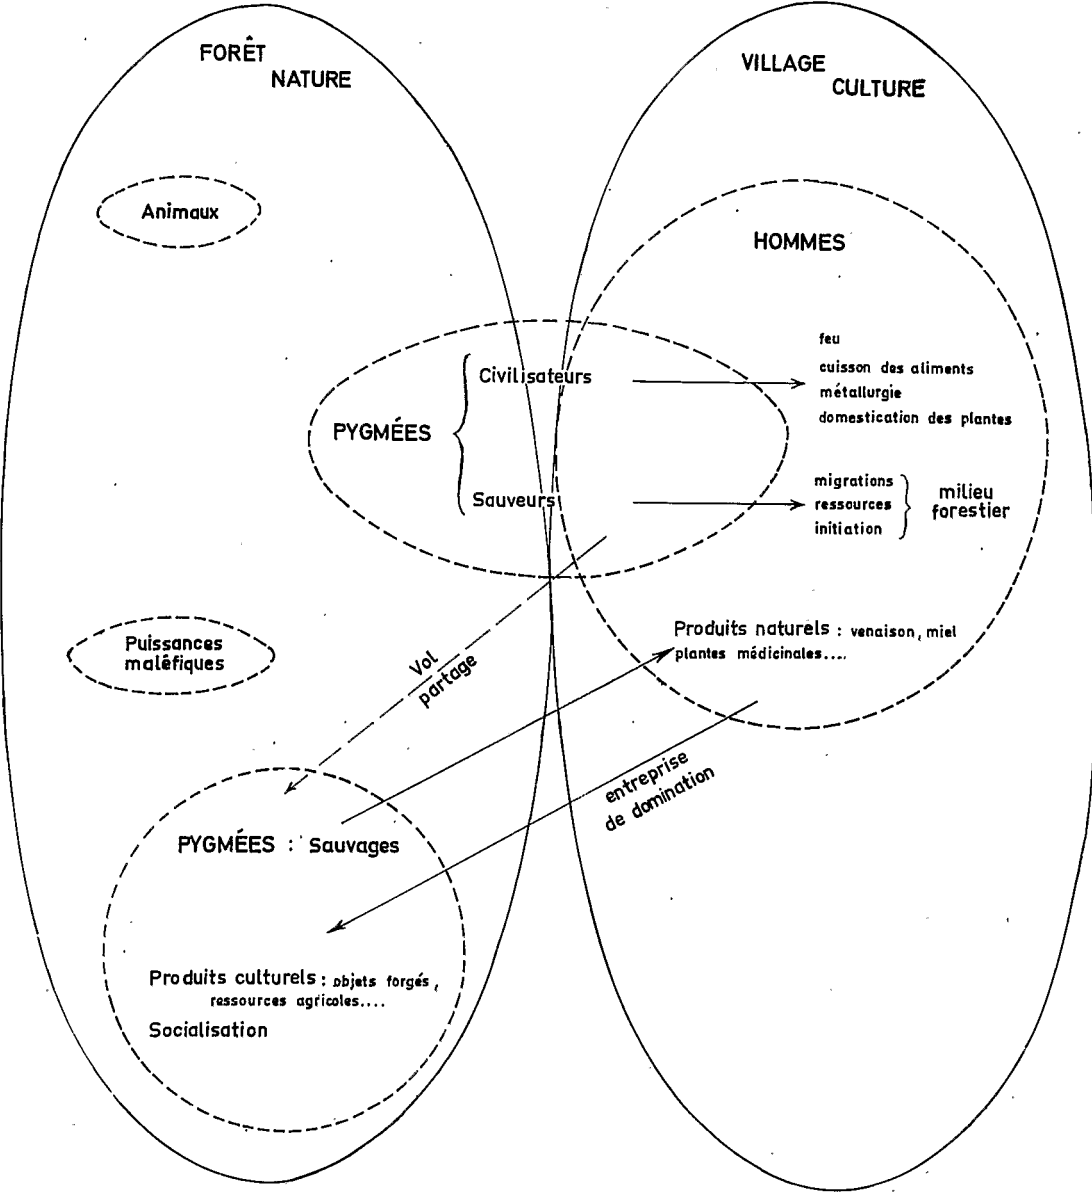 FORÊT
NATURE
VILLAGE
CULTURE
Animaux
HOMMES
feu
cuisson des aliments
métallurgie
domestication des plantes
Civilisateurs
PYGMÉES
Sauveurs
migrations
ressources
initiation
milieu
forestier
Puissances
maléfiques
Vol
partage
Produits naturels : venaison, miel
plantes médicinales....
entreprise
de domination
PYGMÉES : Sauvages
Produits culturels : objets forgés,
ressources agricoles....
Socialisation